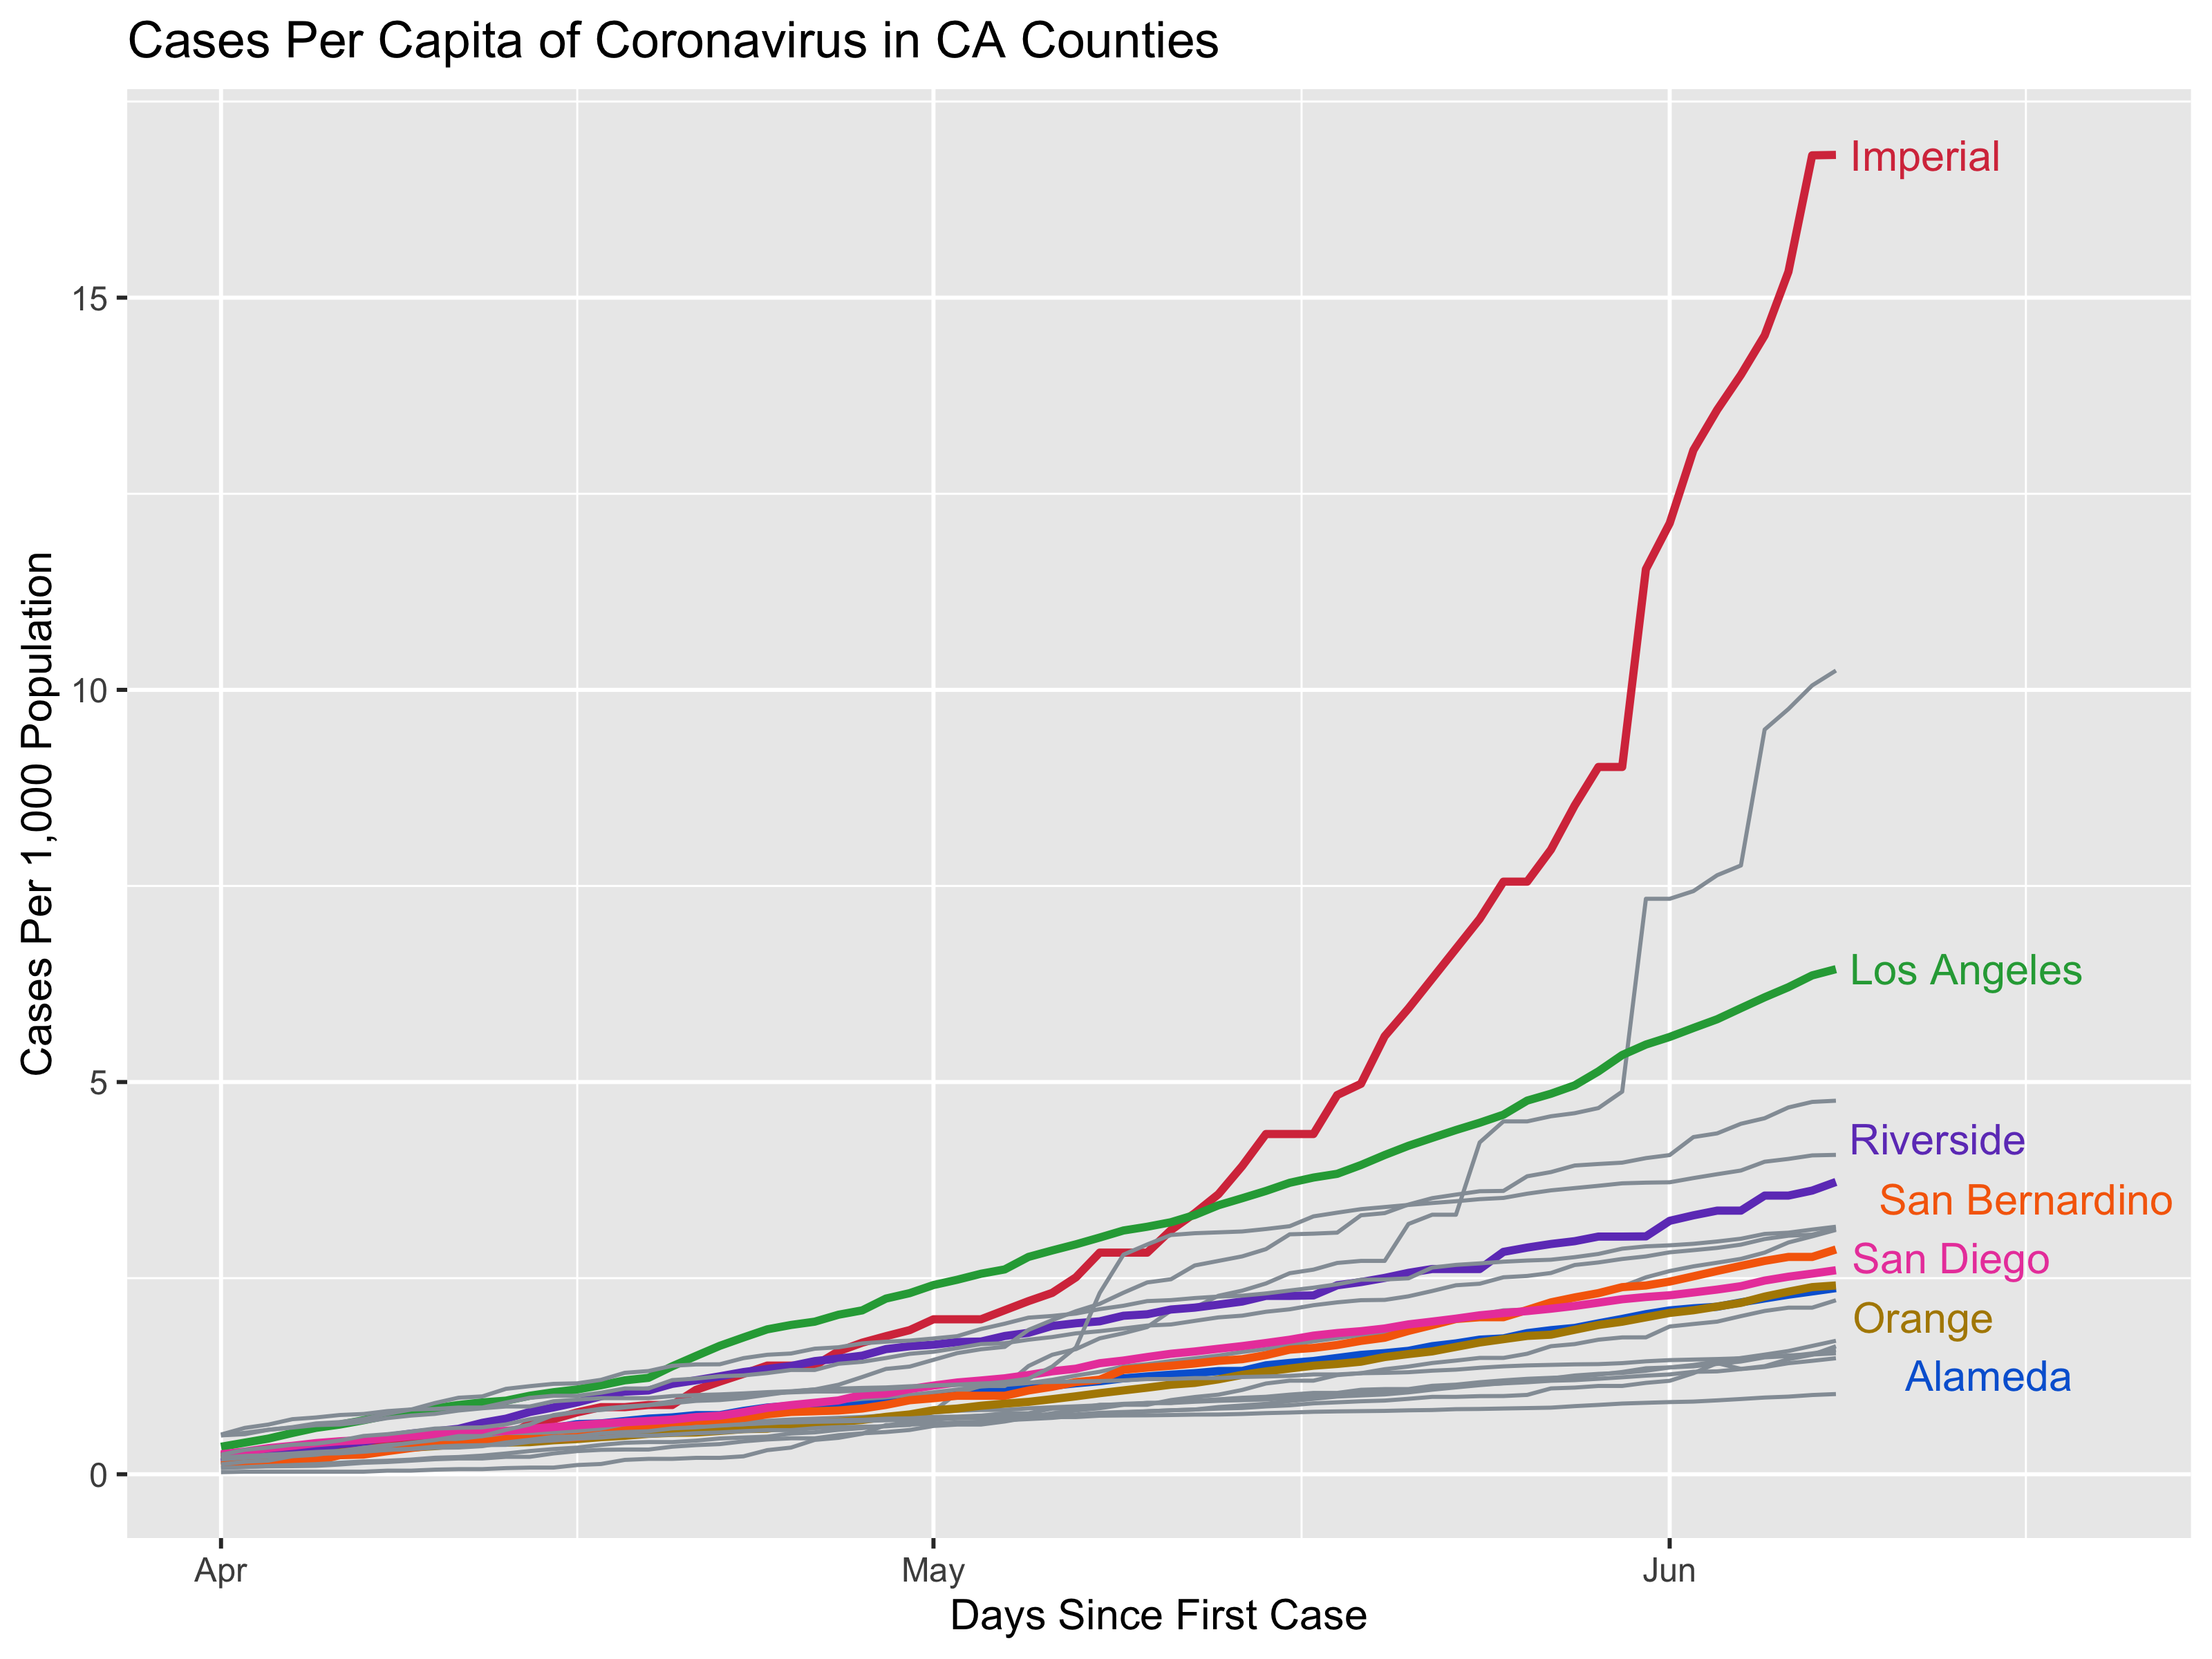 Cases Per Capita of Coronavirus in CA Counties
Cases Per 1,000 Population
15
10
5
0
Imperial
Los Angeles
Riverside
San Bernardino
San Diego
Orange
Alameda
Apr
May
Jun
Days Since First Case